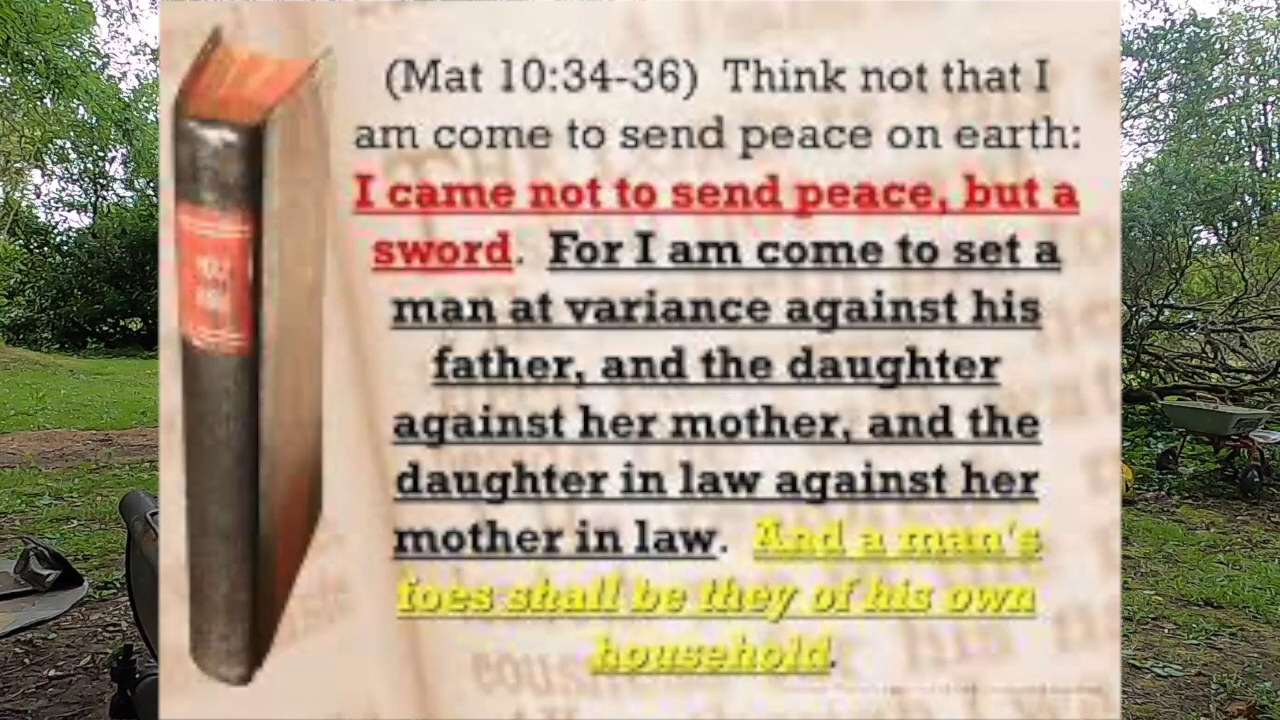 (Mat 10:34-36) Think not that I
am come to send peace on earth:
I came not to send peace, but a
sword. For I am come to set a
man at variance against his
father, and the daughter
against her mother, and the
daughter in law against her
mother in law. And a man's
foes shall be they of his own
household.